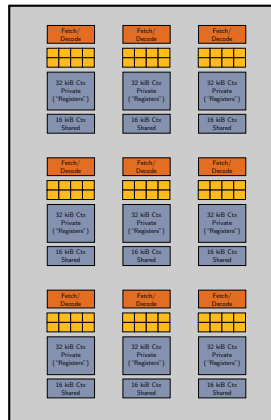 Fetch/
Decode
Fetch/
Decode
Fetch/
Decode
32 kiB Ctx
Private
("Registers")
32 kiB Ctx
Private
("Registers")
32 kiB Ctx
Private
("Registers")
16 kiB Ctx
Shared
16 kiB Ctx
Shared
16 kiB Ctx
Shared
Fetch/
Decode
Fetch/
Decode
Fetch/
Decode
32 kiB Ctx
Private
("Registers")
32 kiB Ctx
Private
("Registers")
32 kiB Ctx
Private
("Registers")
16 kiB Ctx
Shared
16 kiB Ctx
Shared
16 kiB Ctx
Shared
Fetch/
Decode
Fetch/
Decode
Fetch/
Decode
32 kiB Ctx
Private
("Registers")
32 kiB Ctx
Private
("Registers")
32 kiB Ctx
Private
("Registers")
16 kiB Ctx
Shared
16 kiB Ctx
Shared
16 kiB Ctx
Shared